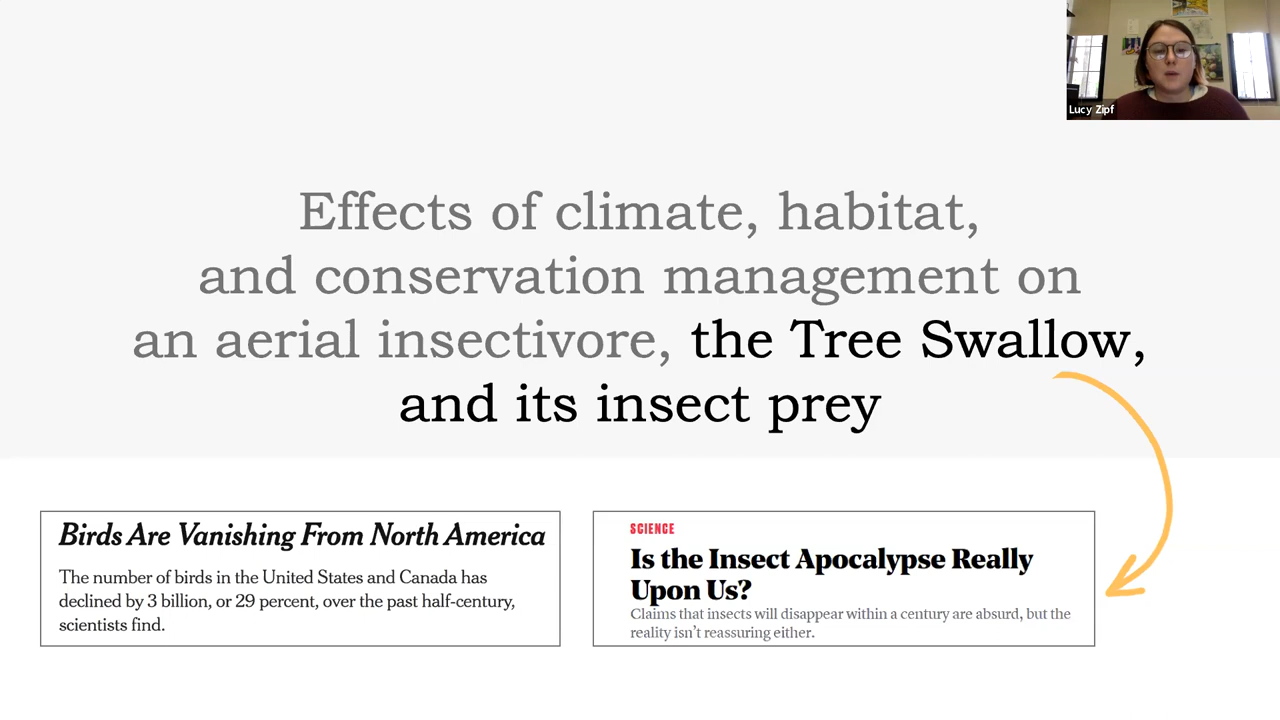 Lucy Zipf
Effects of climate, habitat,
and conservation management on
an aerial insectivore, the Tree Swallow,
and its insect prey
Birds Are Vanishing From North America
The number of birds in the United States and Canada has
declined by 3 billion, or 29 percent, over the past half-century,
scientists find.
SCIENCE
Is the Insect Apocalypse Really
Upon Us?
Claims that insects will disappear within a century are absurd, but the
reality isn't reassuring either.